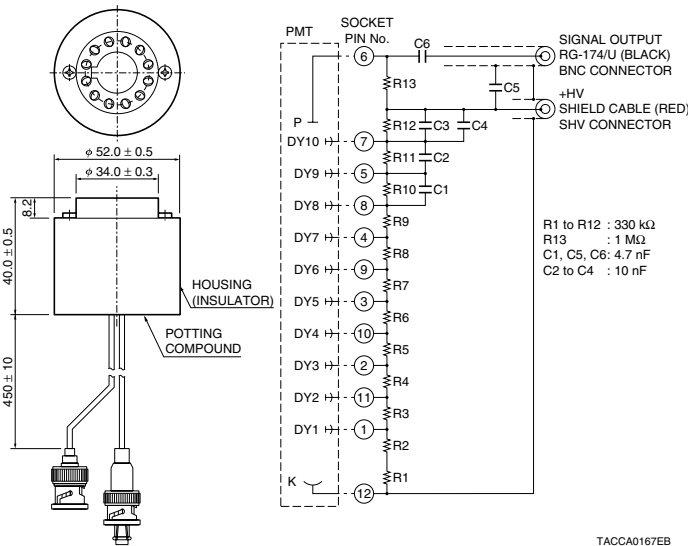 φ 52.0 ± 0.5
φ 34.0 ± 0.3
8.2
40.0 ± 0.5
450 ± 10
HOUSING
(INSULATOR)
POTTING
COMPOUND
PMT
SOCKET
PIN No.
P
DY10
DY9
DY8
DY7
DY6
DY5
DY4
DY3
DY2
DY1
K
6
7
5
8
4
9
3
10
2
11
1
12
R13
R12
R11
R10
R9
R8
R7
R6
R5
R4
R3
R2
R1
C6
C5
C3
C4
C2
C1
SIGNAL OUTPUT
RG-174/U (BLACK)
BNC CONNECTOR
+HV
SHIELD CABLE (RED)
SHV CONNECTOR
R1 to R12 : 330 kΩ
R13 : 1 MΩ
C1, C5, C6: 4.7 nF
C2 to C4 : 10 nF
TACCA0167EB